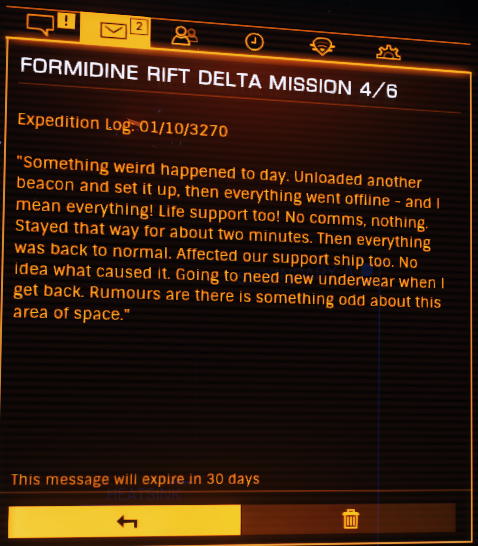 !
2
FORMIDINE RIFT DELTA MISSION 4/6
Expedition Log: 01/10/3270
"Something weird happened to day. Unloaded another
beacon and set it up, then everything went offline - and I
mean everything! Life support too! No comms, nothing.
Stayed that way for about two minutes. Then everything
was back to normal. Affected our support ship too. No
idea what caused it. Going to need new underwear when I
get back. Rumours are there is something odd about this
area of space."
This message will expire in 30 days
HEATSINK